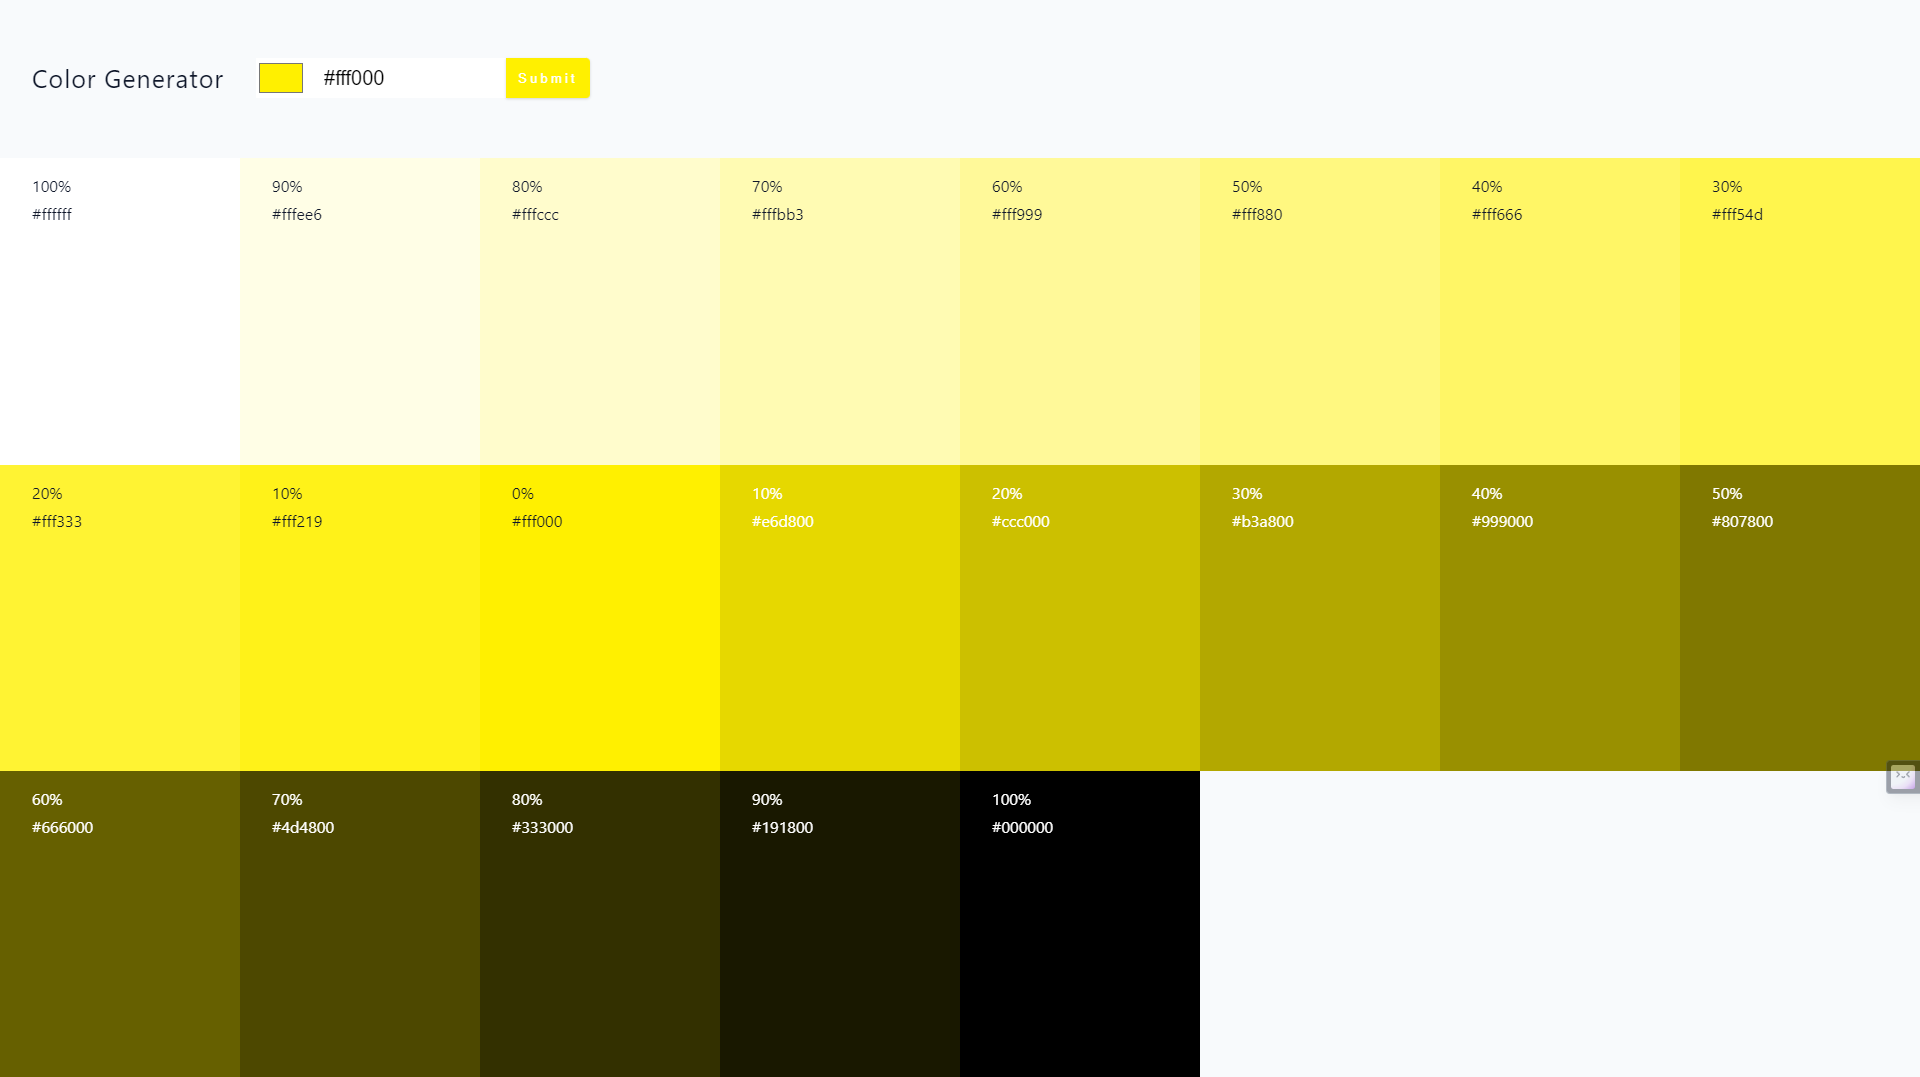 Color Generator
#fff000
Submit
100%
#ffffff
90%
#fffee6
80%
#fffccc
70%
#fffbb3
60%
#fff999
50%
#fff880
40%
#fff666
30%
#fff54d
20%
#fff333
10%
#fff219
0%
#fff000
10%
#e6d800
20%
#ccc000
30%
#b3a800
40%
#999000
50%
#807800
60%
#666000
70%
#4d4800
80%
#333000
90%
#191800
100%
#000000